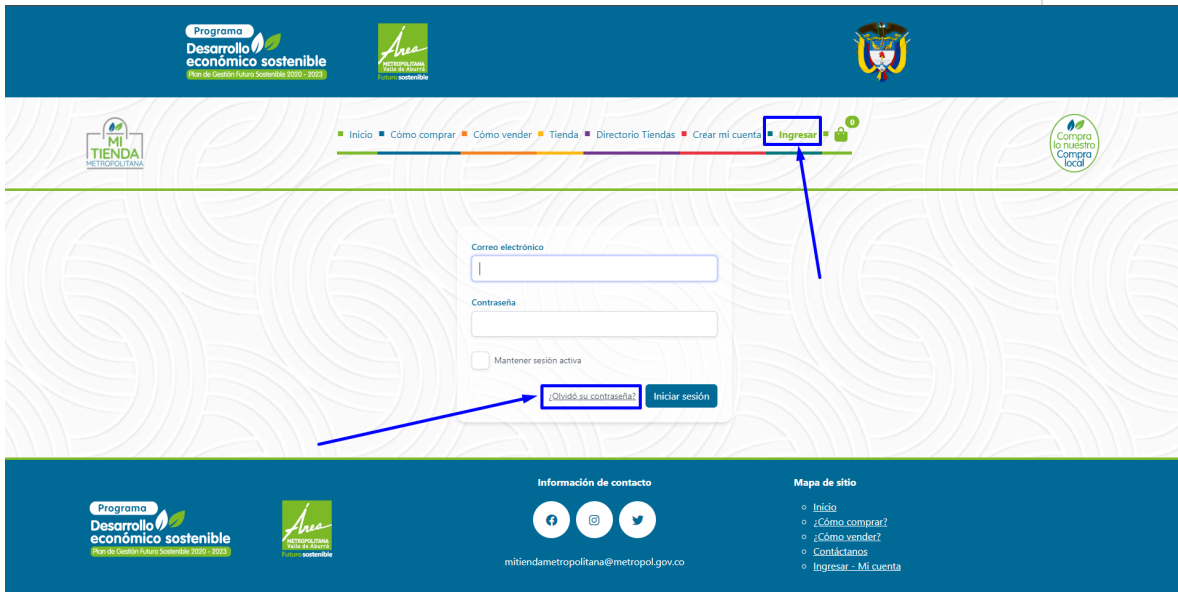 Programa
Desarrollo
económico sostenible
Plan de Gestión Futuro Sostenible 2020 - 2023
Área
METROPOLITANA
Valle de Aburrá
Futuro sostenible
MI
TIENDA
METROPOLITANA
Inicio Cómo comprar Cómo vender Tienda Directorio Tiendas Crear mi cuenta Ingresar 0
Compra
lo nuestro
Compra
local
Correo electrónico
Contraseña
Mantener sesión activa
¿Olvidó su contraseña? Iniciar sesión
Programa
Desarrollo
económico sostenible
Plan de Gestión Futuro Sostenible 2020 - 2023
Área
METROPOLITANA
Valle de Aburrá
Futuro sostenible
Información de contacto
mitiendametropolitana@metropol.gov.co
Mapa de sitio
Inicio
¿Cómo comprar?
¿Cómo vender?
Contáctanos
Ingresar - Mi cuenta